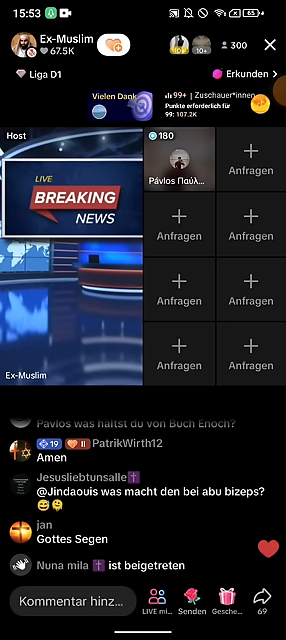 15:53
65
Ex-Muslim
67.5K
300
Liga D1
Erkunden
Vielen Dank
99+ | Zuschauer*innen
Punkte erforderlich für
99: 107.2K
Host
180
LIVE
BREAKING
NEWS
Pávlos Παύλ...
Anfragen
Anfragen
Anfragen
Anfragen
Anfragen
Anfragen
Anfragen
Ex-Muslim
Pavlos was hältst du von Buch Enoch?
19 II PatrikWirth12
Amen
Jesusliebtunsalle✝️
@Jindaouis was macht den bei abu bizeps?
😅🫠
jan
Gottes Segen
Nuna mila ✝️ ist beigetreten
Kommentar hinz...
LIVE mi...
Senden
Gesche...
69